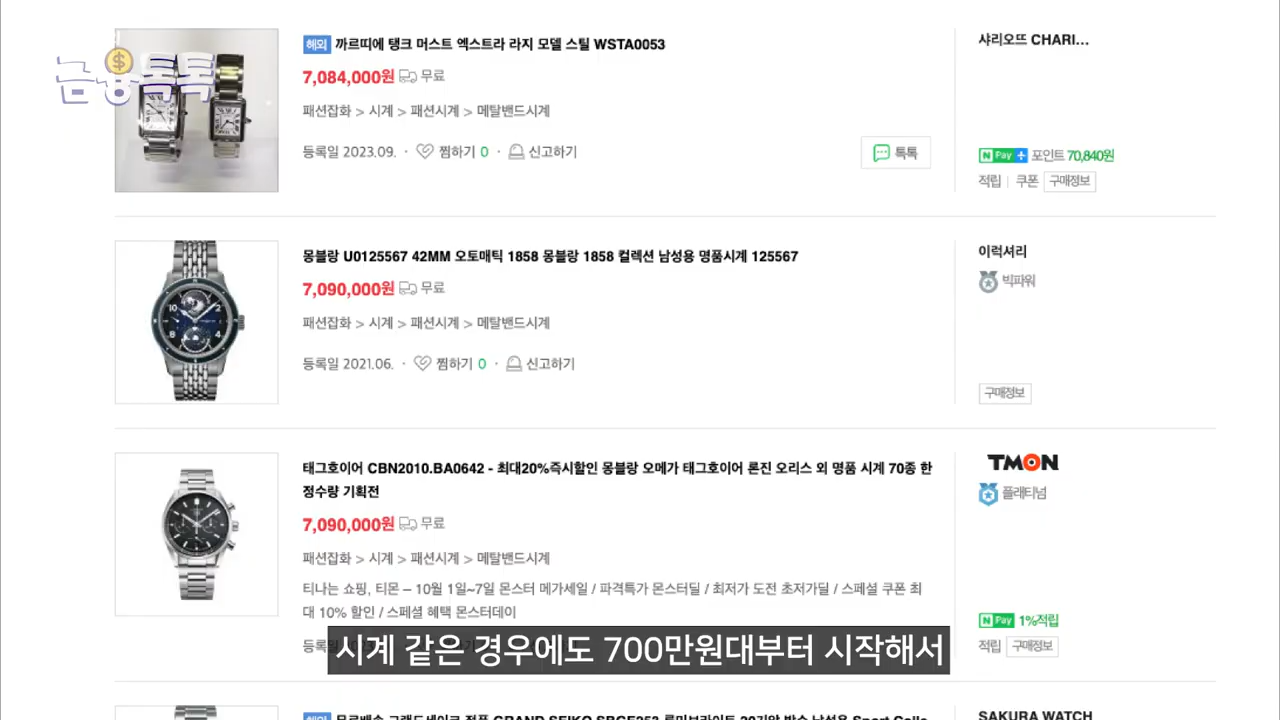 금융톡톡
해외 까르띠에 탱크 머스트 엑스트라 라지 모델 스틸 WSTA0053
7,084,000원 무료
패션잡화 > 시계 > 패션시계 > 메탈밴드시계
등록일 2023.09. · 찜하기 0 · 신고하기
톡톡
샤리오뜨 CHARI...
N Pay + 포인트 70,840원
적립 | 쿠폰 구매정보
몽블랑 U0125567 42MM 오토매틱 1858 몽블랑 1858 컬렉션 남성용 명품시계 125567
7,090,000원 무료
패션잡화 > 시계 > 패션시계 > 메탈밴드시계
등록일 2021.06. · 찜하기 0 · 신고하기
이럭셔리
빅파워
구매정보
태그호이어 CBN2010.BA0642 - 최대20%즉시할인 몽블랑 오메가 태그호이어 론진 오리스 외 명품 시계 70종 한
정수량 기획전
7,090,000원 무료
패션잡화 > 시계 > 패션시계 > 메탈밴드시계
티나는 쇼핑, 티몬 – 10월 1일~7일 몬스터 메가세일 / 파격특가 몬스터딜 / 최저가 도전 초저가딜 / 스페셜 쿠폰 최
대 10% 할인 / 스페셜 혜택 몬스터데이
TMON
플래티넘
N Pay 1%적립
적립 구매정보
시계 같은 경우에도 700만원대부터 시작해서
SAKURA WATCH